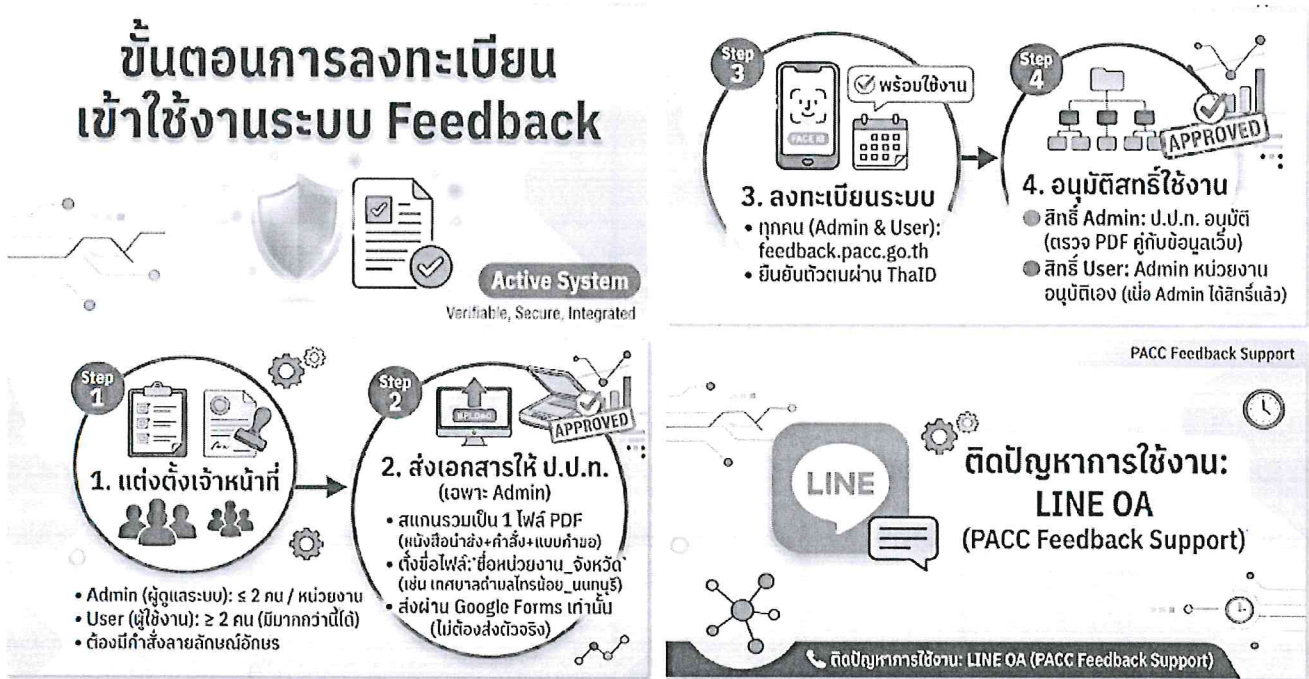 ขั้นตอนการลงทะเบียน
เข้าใช้งานระบบ Feedback
Active System
Verifiable, Secure, Integrated
Step
3
FACE ID
พร้อมใช้งาน
3. ลงทะเบียนระบบ
• ทุกคน (Admin & User):
feedback.pacc.go.th
• ยืนยันตัวตนผ่าน ThaID
Step
4
APPROVED
4. อนุมัติสิทธิ์ใช้งาน
สิทธิ์ Admin: ป.ป.ท. อนุมัติ
(ตรวจ PDF คู่กับข้อมูลเว็บ)
สิทธิ์ User: Admin หน่วยงาน
อนุมัติเอง (เมื่อ Admin ได้สิทธิ์แล้ว)
Step
1
1. แต่งตั้งเจ้าหน้าที่
• Admin (ผู้ดูแลระบบ): ≤ 2 คน / หน่วยงาน
• User (ผู้ใช้งาน): ≥ 2 คน (มีมากกว่านี้ได้)
• ต้องมีคำสั่งลายลักษณ์อักษร
Step
2
UPLOAD
APPROVED
2. ส่งเอกสารให้ ป.ป.ท.
(เฉพาะ Admin)
• สแกนรวมเป็น 1 ไฟล์ PDF
(หนังสือนำส่ง+คำสั่ง+แบบคำขอ)
• ตั้งชื่อไฟล์:"ชื่อหน่วยงาน_จังหวัด"
(เช่น เทศบาลตำบลไทรน้อย_นนทบุรี)
• ส่งผ่าน Google Forms เท่านั้น
(ไม่ต้องส่งตัวจริง)
PACC Feedback Support
LINE
ติดปัญหาการใช้งาน:
LINE OA
(PACC Feedback Support)
ติดปัญหาการใช้งาน: LINE OA (PACC Feedback Support)